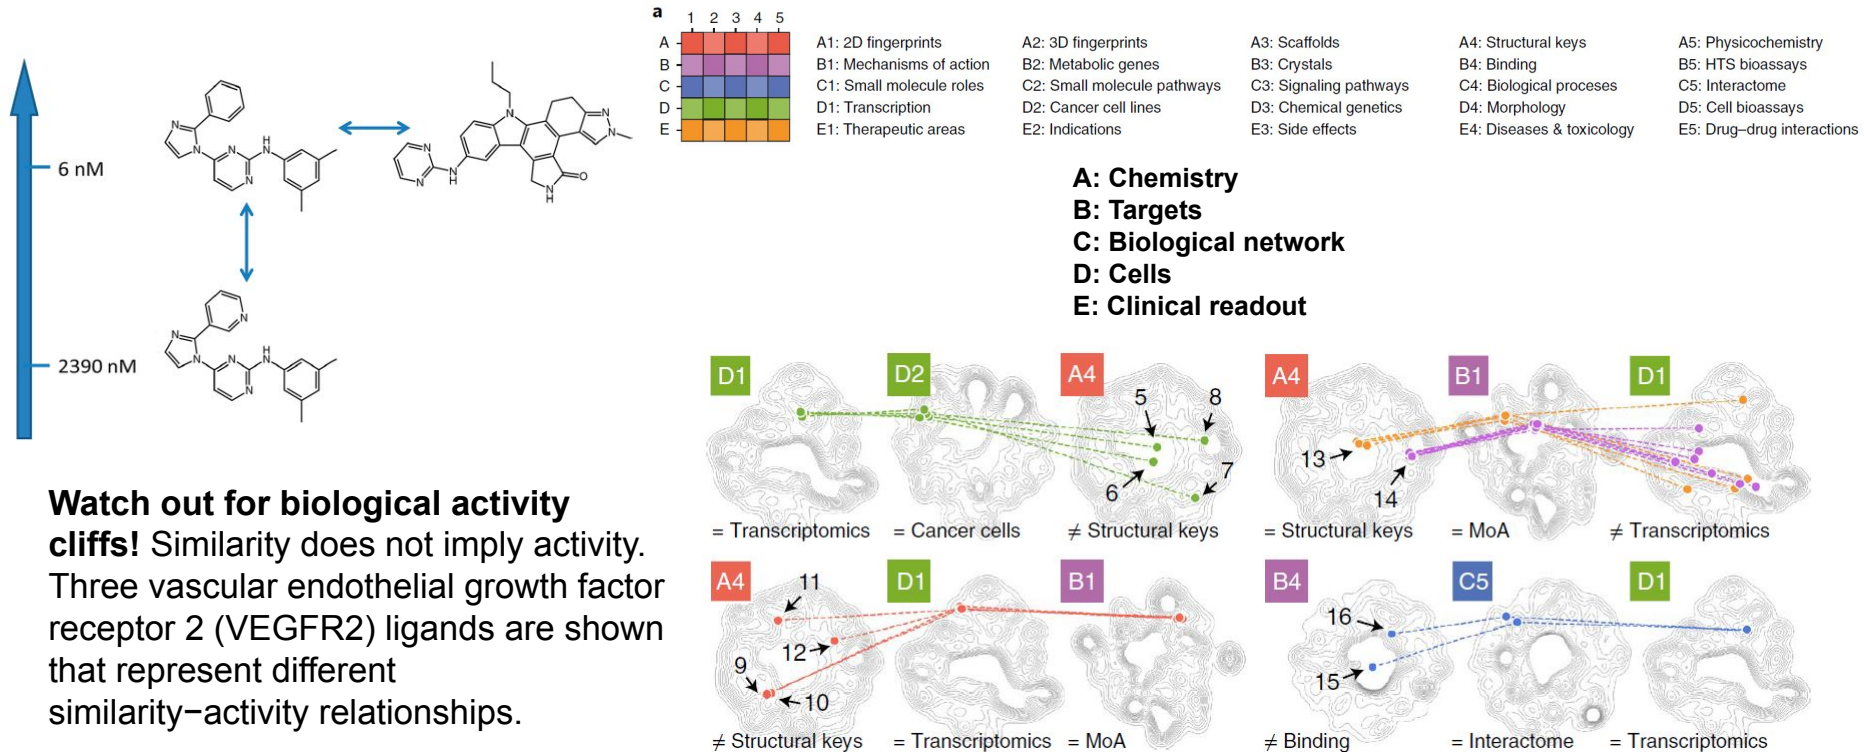 a
1 2 3 4 5
A A1: 2D fingerprints A2: 3D fingerprints A3: Scaffolds A4: Structural keys A5: Physicochemistry
B B1: Mechanisms of action B2: Metabolic genes B3: Crystals B4: Binding B5: HTS bioassays
C C1: Small molecule roles C2: Small molecule pathways C3: Signaling pathways C4: Biological proceses C5: Interactome
D D1: Transcription D2: Cancer cell lines D3: Chemical genetics D4: Morphology D5: Cell bioassays
E E1: Therapeutic areas E2: Indications E3: Side effects E4: Diseases & toxicology E5: Drug–drug interactions
6 nM
2390 nM
N
N
N
N
H
N
N
N
N
N
H
N
N
N
O
N
H
N
N
N
N
N
H
N
A: Chemistry
B: Targets
C: Biological network
D: Cells
E: Clinical readout
Watch out for biological activity
cliffs! Similarity does not imply activity.
Three vascular endothelial growth factor
receptor 2 (VEGFR2) ligands are shown
that represent different
similarity−activity relationships.
D1 D2 A4
5 8
6 7
= Transcriptomics = Cancer cells ≠ Structural keys
A4 B1 D1
13 14
= Structural keys = MoA ≠ Transcriptomics
A4 D1 B1
11
12
9
10
≠ Structural keys = Transcriptomics = MoA
B4 C5 D1
16
15
≠ Binding = Interactome = Transcriptomics